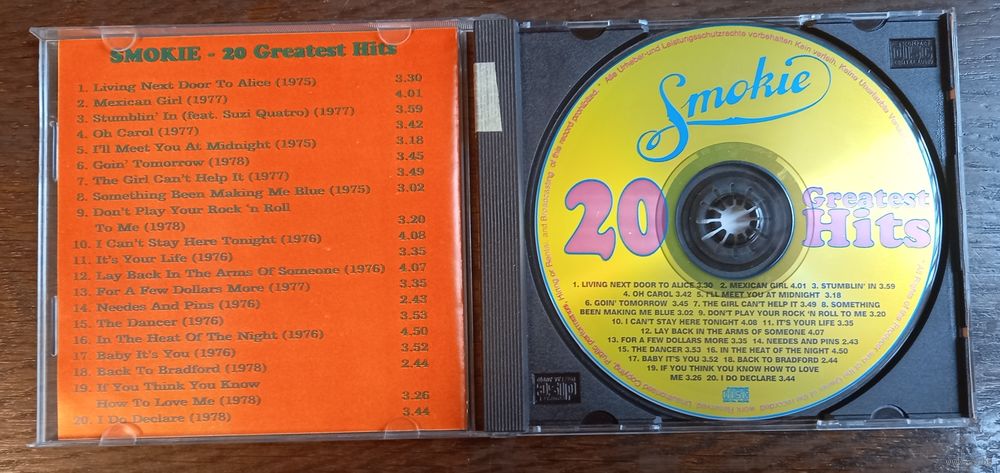 SMOKIE - 20 Greatest Hits
1. Living Next Door To Alice (1975) 3.30
2. Mexican Girl (1977) 4.01
3. Stumblin' In (feat. Suzi Quatro) (1977) 3.59
4. Oh Carol (1977) 3.42
5. I'll Meet You At Midnight (1975) 3.18
6. Goin' Tomorrow (1978) 3.45
7. The Girl Can't Help It (1977) 3.49
8. Something Been Making Me Blue (1975) 3.02
9. Don't Play Your Rock 'n Roll
To Me (1978) 3.20
10. I Can't Stay Here Tonight (1976) 4.08
11. It's Your Life (1976) 3.35
12. Lay Back In The Arms Of Someone (1976) 4.07
13. For A Few Dollars More (1977) 3.35
14. Needes And Pins (1976) 2.43
15. The Dancer (1976) 3.53
16. In The Heat Of The Night (1976) 4.50
17. Baby It's You (1976) 3.52
18. Back To Bradford (1978) 2.44
19. If You Think You Know
How To Love Me (1978) 3.26
20. I Do Declare (1978) 3.44
Alle Urheber-und Leistungsschutzrechte vorbehalten Kein verleih. Keine Unerlaubte
Smokie
20 Greatest
Hits
1. LIVING NEXT DOOR TO ALICE 3.30 2. MEXICAN GIRL 4.01 3. STUMBLIN' IN 3.59
4. OH CAROL 3.42 5. I'LL MEET YOU AT MIDNIGHT 3.18
6. GOIN' TOMORROW 3.45 7. THE GIRL CAN'T HELP IT 3.49 8. SOMETHING
BEEN MAKING ME BLUE 3.02 9. DON'T PLAY YOUR ROCK 'N ROLL TO ME 3.20
10. I CAN'T STAY HERE TONIGHT 4.08 11. IT'S YOUR LIFE 3.35
12. LAY BACK IN THE ARMS OF SOMEONE 4.07
13. FOR A FEW DOLLARS MORE 3.35 14. NEEDES AND PINS 2.43
15. THE DANCER 3.53 16. IN THE HEAT OF THE NIGHT 4.50
17. BABY IT'S YOU 3.52 18. BACK TO BRADFORD 2.44
19. IF YOU THINK YOU KNOW HOW TO LOVE
ME 3.26 20. I DO DECLARE 3.44
of this record prohibited.